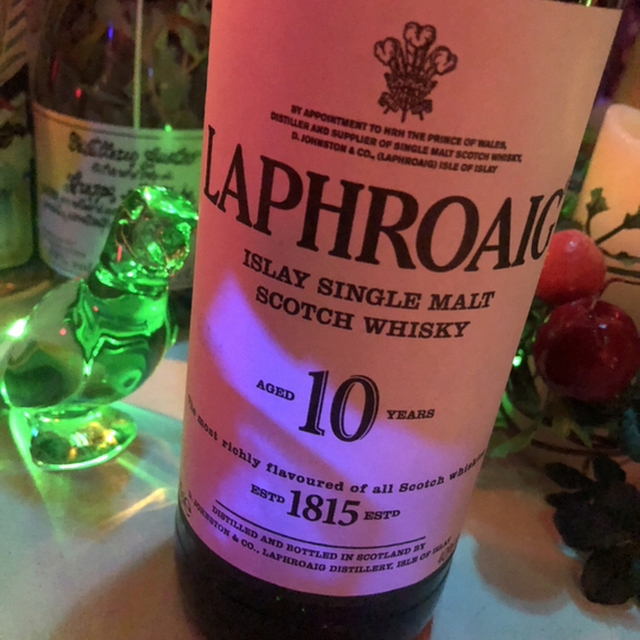 BY APPOINTMENT TO HRH THE PRINCE OF WALES,
DISTILLER AND SUPPLIER OF SINGLE MALT SCOTCH WHISKY,
D. JOHNSTON & CO., (LAPHROAIG) ISLE OF ISLAY
LAPHROAIG
ISLAY SINGLE MALT
SCOTCH WHISKY
AGED 10 YEARS
The most richly flavoured of all Scotch whiskies
ESTD 1815 ESTD
DISTILLED AND BOTTLED IN SCOTLAND BY
JOHNSTON & CO., LAPHROAIG DISTILLERY, ISLE OF ISLAY